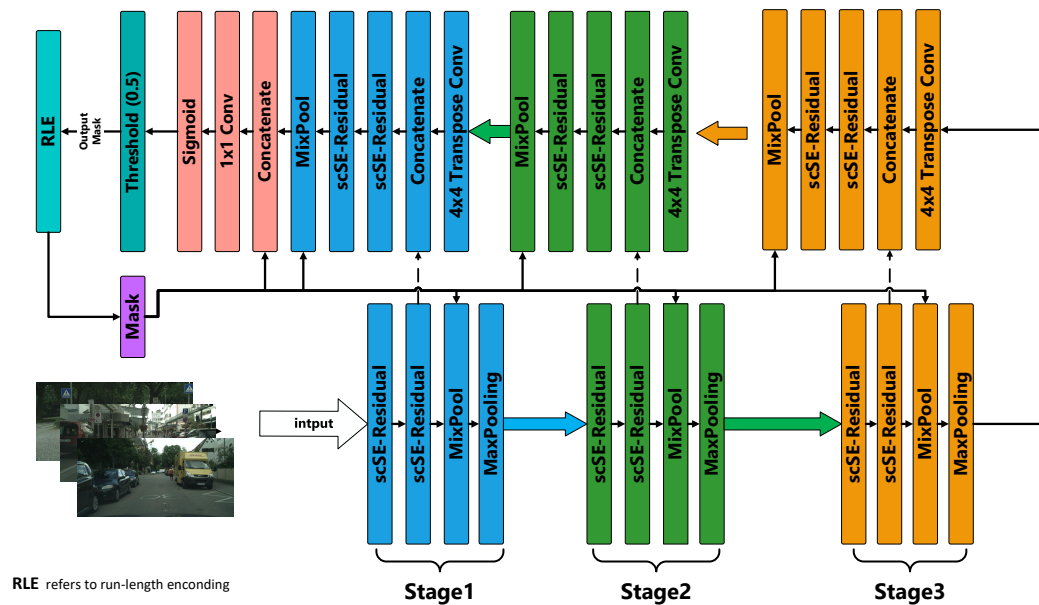 RLE
Output
Mask
Threshold (0.5)
Sigmoid
1x1 Conv
Concatenate
MixPool
scSE-Residual
scSE-Residual
Concatenate
4x4 Transpose Conv
MixPool
scSE-Residual
scSE-Residual
Concatenate
4x4 Transpose Conv
MixPool
scSE-Residual
scSE-Residual
Concatenate
4x4 Transpose Conv
Mask
intput
scSE-Residual
scSE-Residual
MixPool
MaxPooling
scSE-Residual
scSE-Residual
MixPool
MaxPooling
scSE-Residual
scSE-Residual
MixPool
MaxPooling
Stage1
Stage2
Stage3
RLE refers to run-length enconding